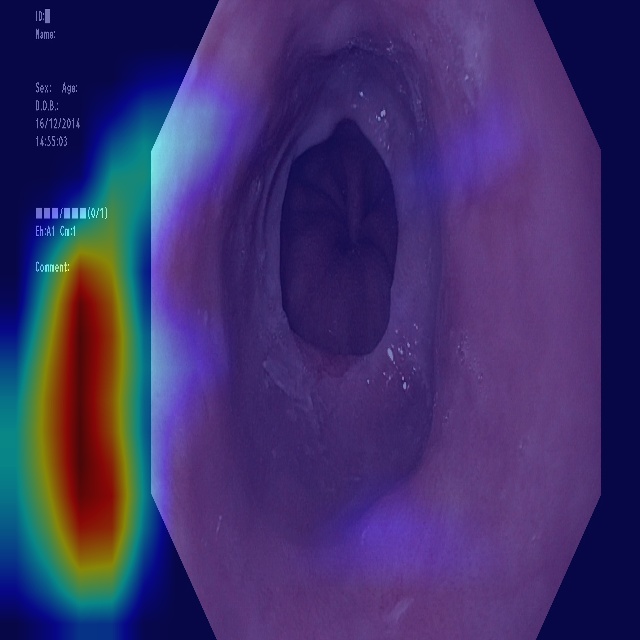 ID:
Name:
Sex: Age:
D.O.B.:
16/12/2014
14:55:03
■■■/■■■(0/1)
Eh:A1 Cm:1
Comment: